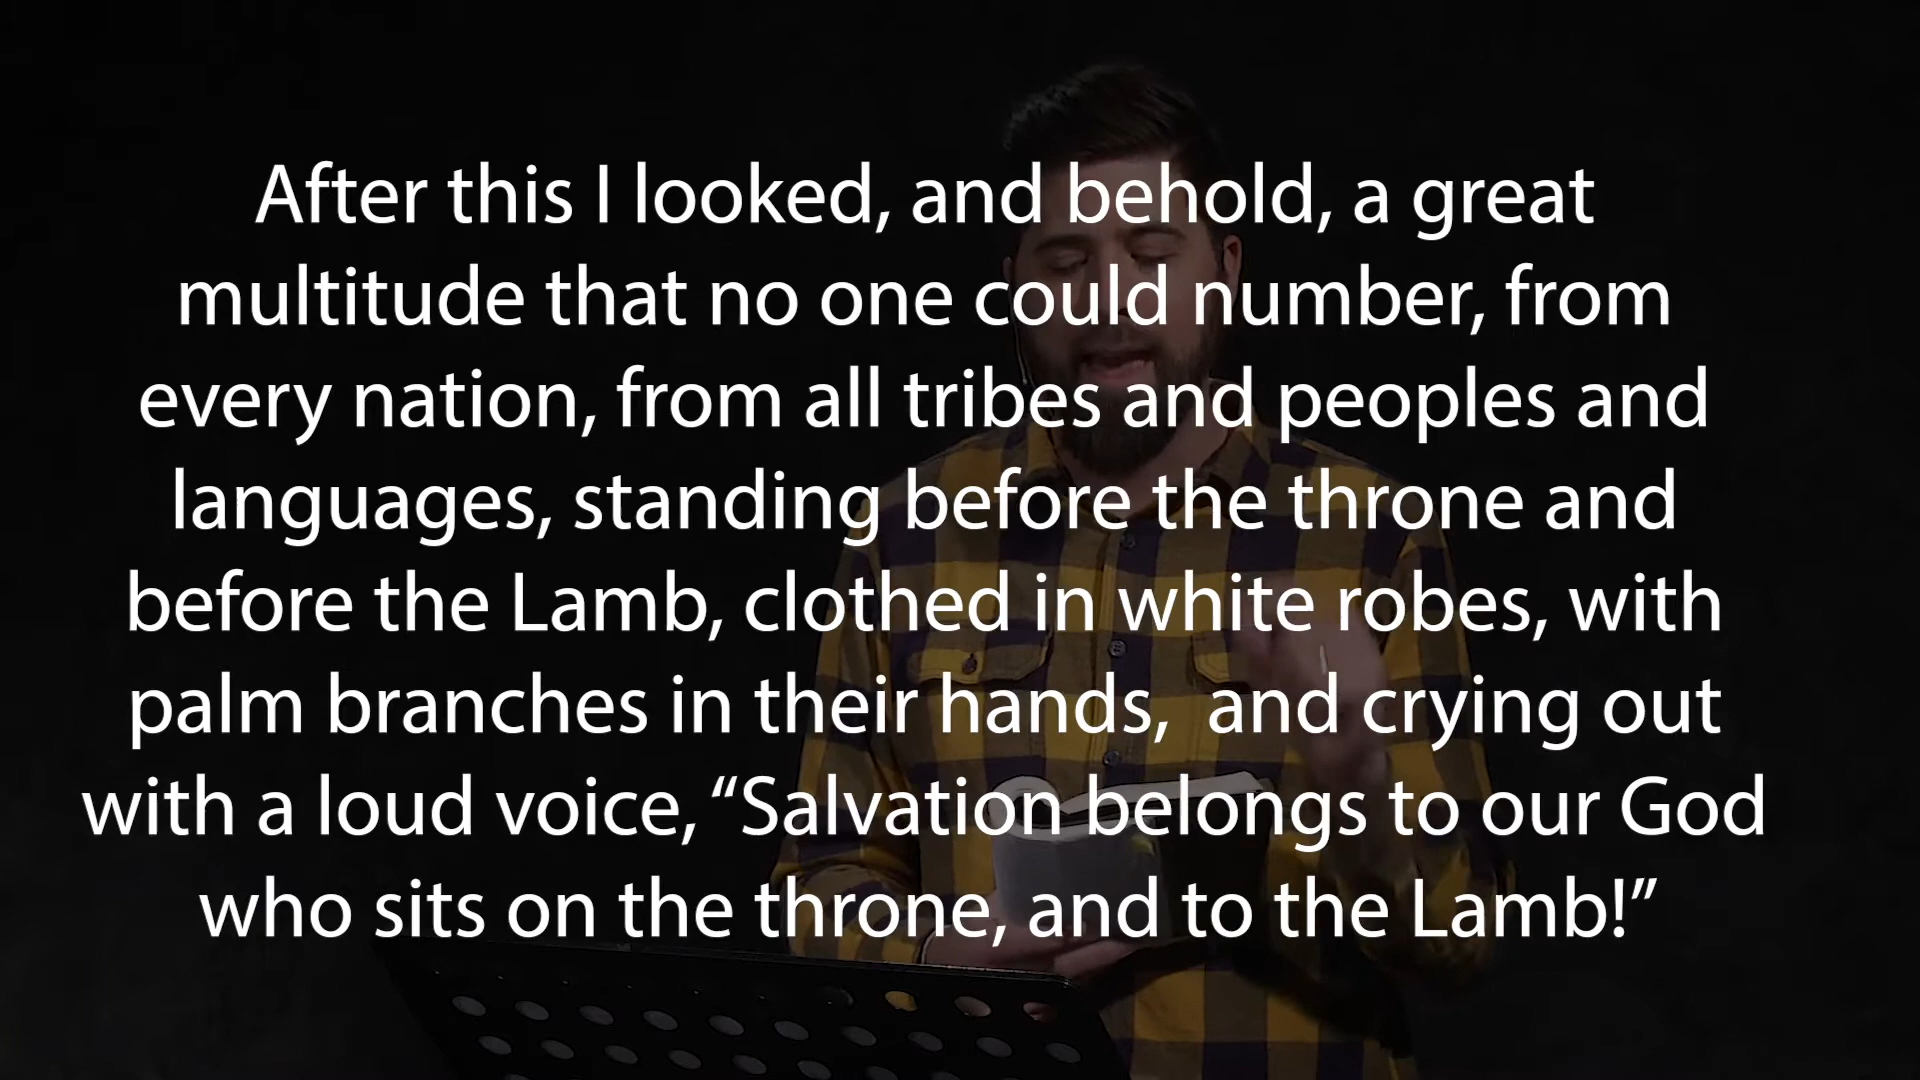 After this I looked, and behold, a great
multitude that no one could number, from
every nation, from all tribes and peoples and
languages, standing before the throne and
before the Lamb, clothed in white robes, with
palm branches in their hands,  and crying out
with a loud voice, “Salvation belongs to our God
who sits on the throne, and to the Lamb!”